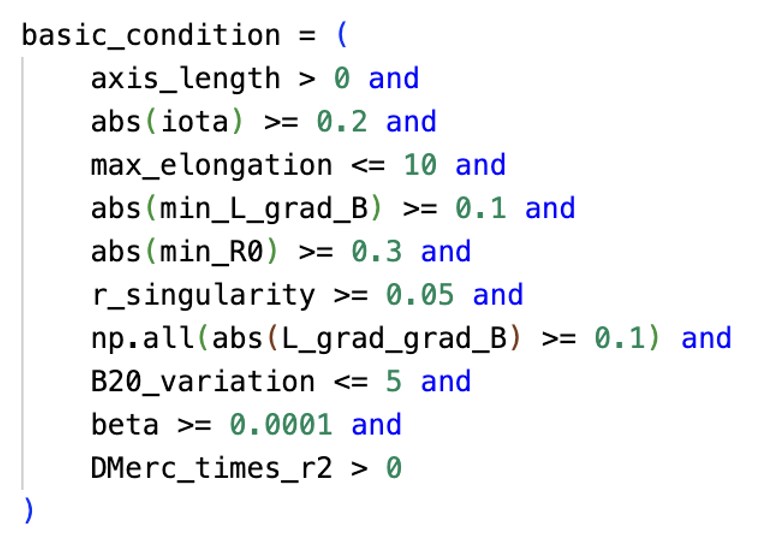 basic_condition = (
    axis_length > 0 and
    abs(iota) >= 0.2 and
    max_elongation <= 10 and
    abs(min_L_grad_B) >= 0.1 and
    abs(min_R0) >= 0.3 and
    r_singularity >= 0.05 and
    np.all(abs(L_grad_grad_B) >= 0.1) and
    B20_variation <= 5 and
    beta >= 0.0001 and
    DMerc_times_r2 > 0
)